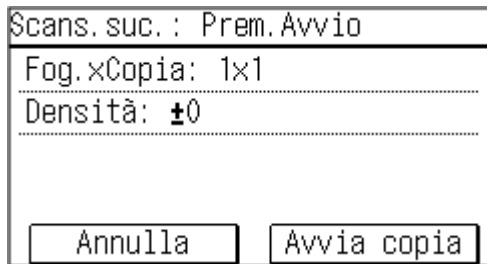 Scans.suc.: Prem.Avvio
Fog.xCopia: 1x1
Densità: ±0
Annulla
Avvia copia